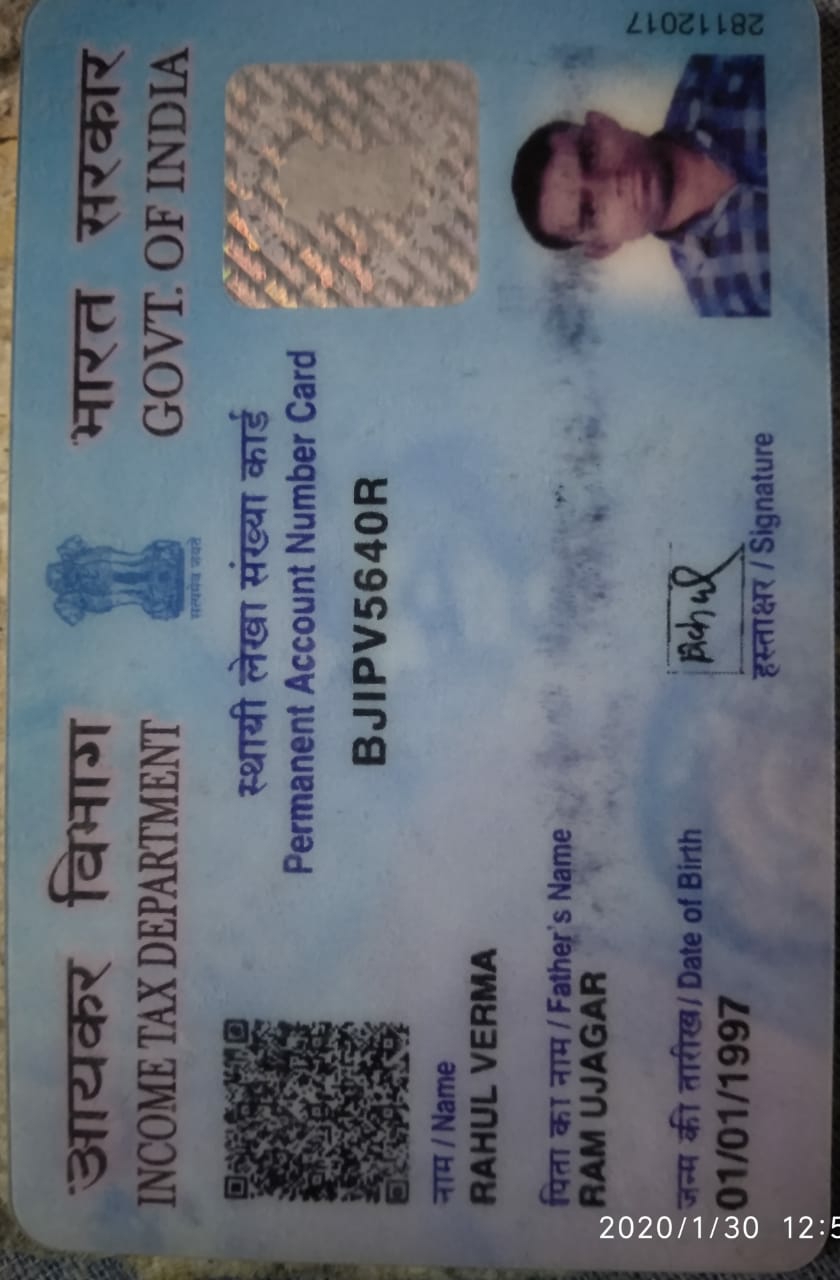 आयकर विभाग
INCOME TAX DEPARTMENT
सत्यमेव जयते
भारत सरकार
GOVT. OF INDIA
स्थायी लेखा संख्या कार्ड
Permanent Account Number Card
BJIPV5640R
नाम / Name
RAHUL VERMA
पिता का नाम / Father's Name
RAM UJAGAR
जन्म की तारीख / Date of Birth
01/01/1997
हस्ताक्षर / Signature
28112017
2020/1/30 12:5